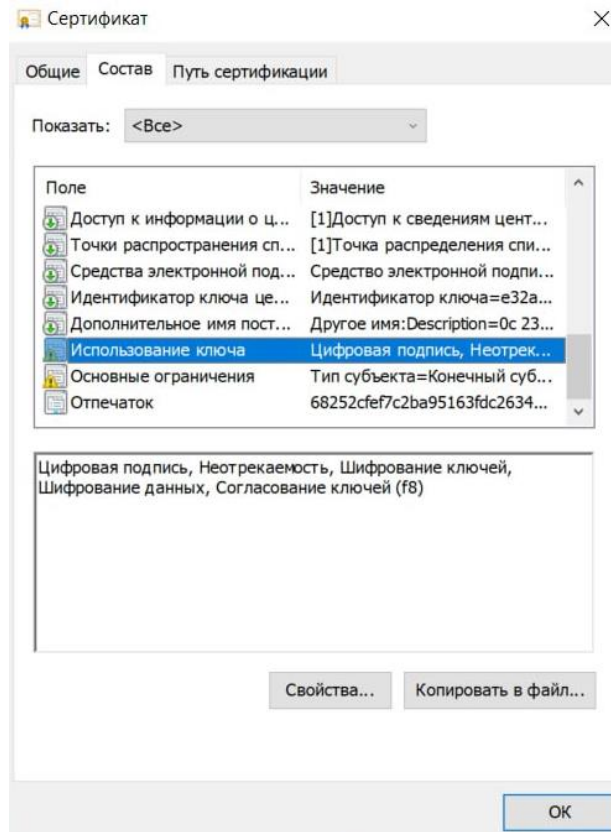 Сертификат
Общие Состав Путь сертификации
Показать: <Все>
Поле Значение
Доступ к информации о ц... [1]Доступ к сведениям цент...
Точки распространения сп... [1]Точка распределения спи...
Средства электронной под... Средство электронной подпи...
Идентификатор ключа це... Идентификатор ключа=e32a...
Дополнительное имя пост... Другое имя:Description=0c 23...
Использование ключа Цифровая подпись, Неотрек...
Основные ограничения Тип субъекта=Конечный суб...
Отпечаток 68252cfef7c2ba95163fdc2634...
Цифровая подпись, Неотрекаемость, Шифрование ключей,
Шифрование данных, Согласование ключей (f8)
Свойства... Копировать в файл...
ОК